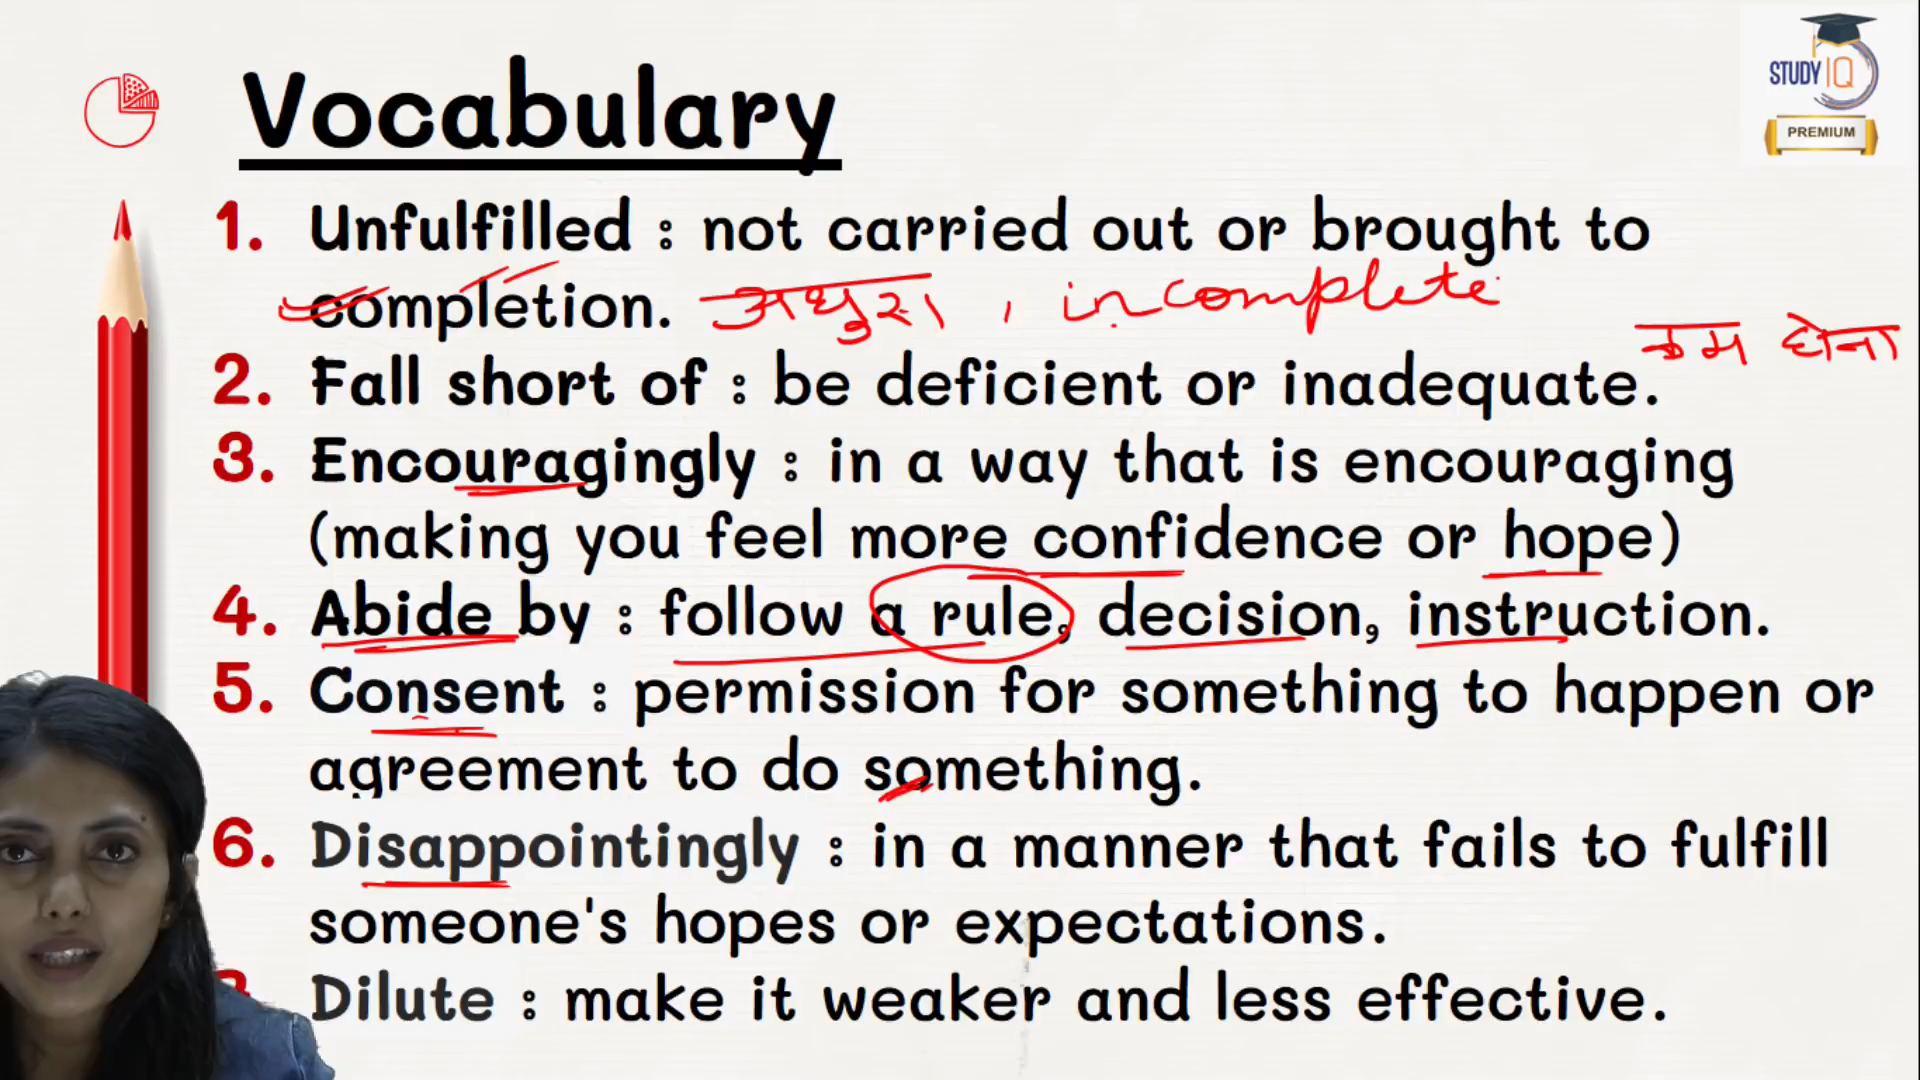 Vocabulary
STUDY IQ
PREMIUM
1. Unfulfilled : not carried out or brought to
completion. अधुरा , incomplete
कम होना
2. Fall short of : be deficient or inadequate.
3. Encouragingly : in a way that is encouraging
(making you feel more confidence or hope)
4. Abide by : follow a rule, decision, instruction.
5. Consent : permission for something to happen or
agreement to do something.
6. Disappointingly : in a manner that fails to fulfill
someone's hopes or expectations.
Dilute : make it weaker and less effective.